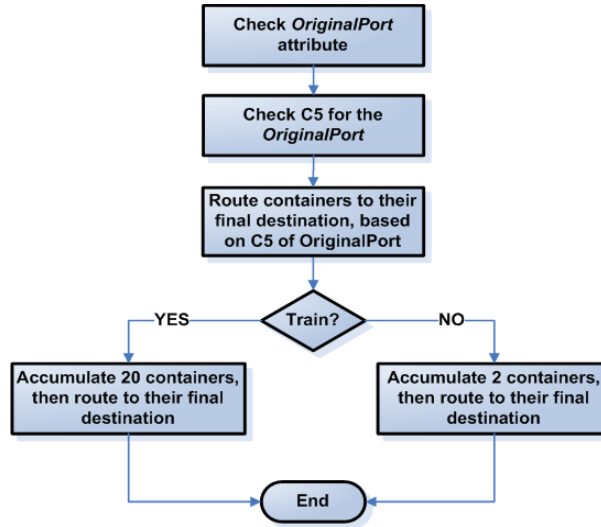 Check OriginalPort
attribute
Check C5 for the
OriginalPort
Route containers to their
final destination, based
on C5 of OriginalPort
Train?
YES
NO
Accumulate 20 containers,
then route to their final
destination
Accumulate 2 containers,
then route to their final
destination
End